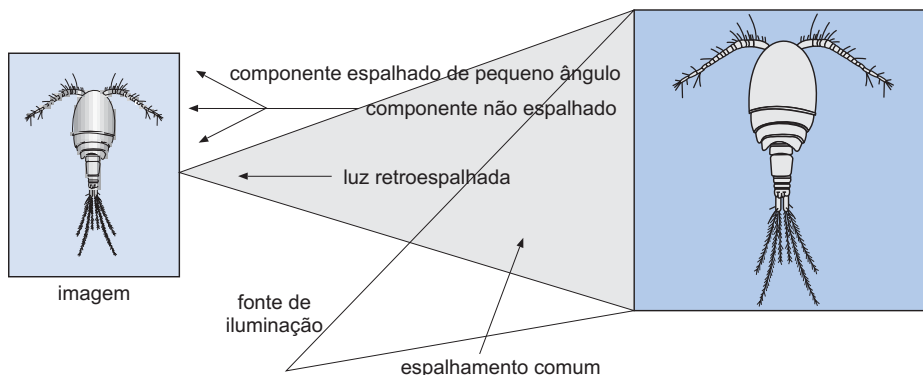 componente espalhado de pequeno ângulo
componente não espalhado
luz retroespalhada
imagem
fonte de
iluminação
espalhamento comum